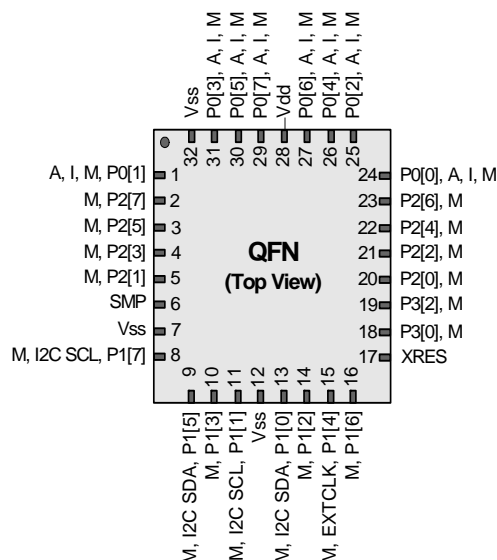 Vss
P0[3], A, I, M
P0[5], A, I, M
P0[7], A, I, M
Vdd
P0[6], A, I, M
P0[4], A, I, M
P0[2], A, I, M
32
31
30
29
28
27
26
25
A, I, M, P0[1]
M, P2[7]
M, P2[5]
M, P2[3]
M, P2[1]
SMP
Vss
M, I2C SCL, P1[7]
1
2
3
4
5
6
7
8
QFN
(Top View)
24
23
22
21
20
19
18
17
P0[0], A, I, M
P2[6], M
P2[4], M
P2[2], M
P2[0], M
P3[2], M
P3[0], M
XRES
9
10
11
12
13
14
15
16
M, I2C SDA, P1[5]
M, P1[3]
M, I2C SCL, P1[1]
Vss
M, I2C SDA, P1[0]
M, P1[2]
M, EXTCLK, P1[4]
M, P1[6]